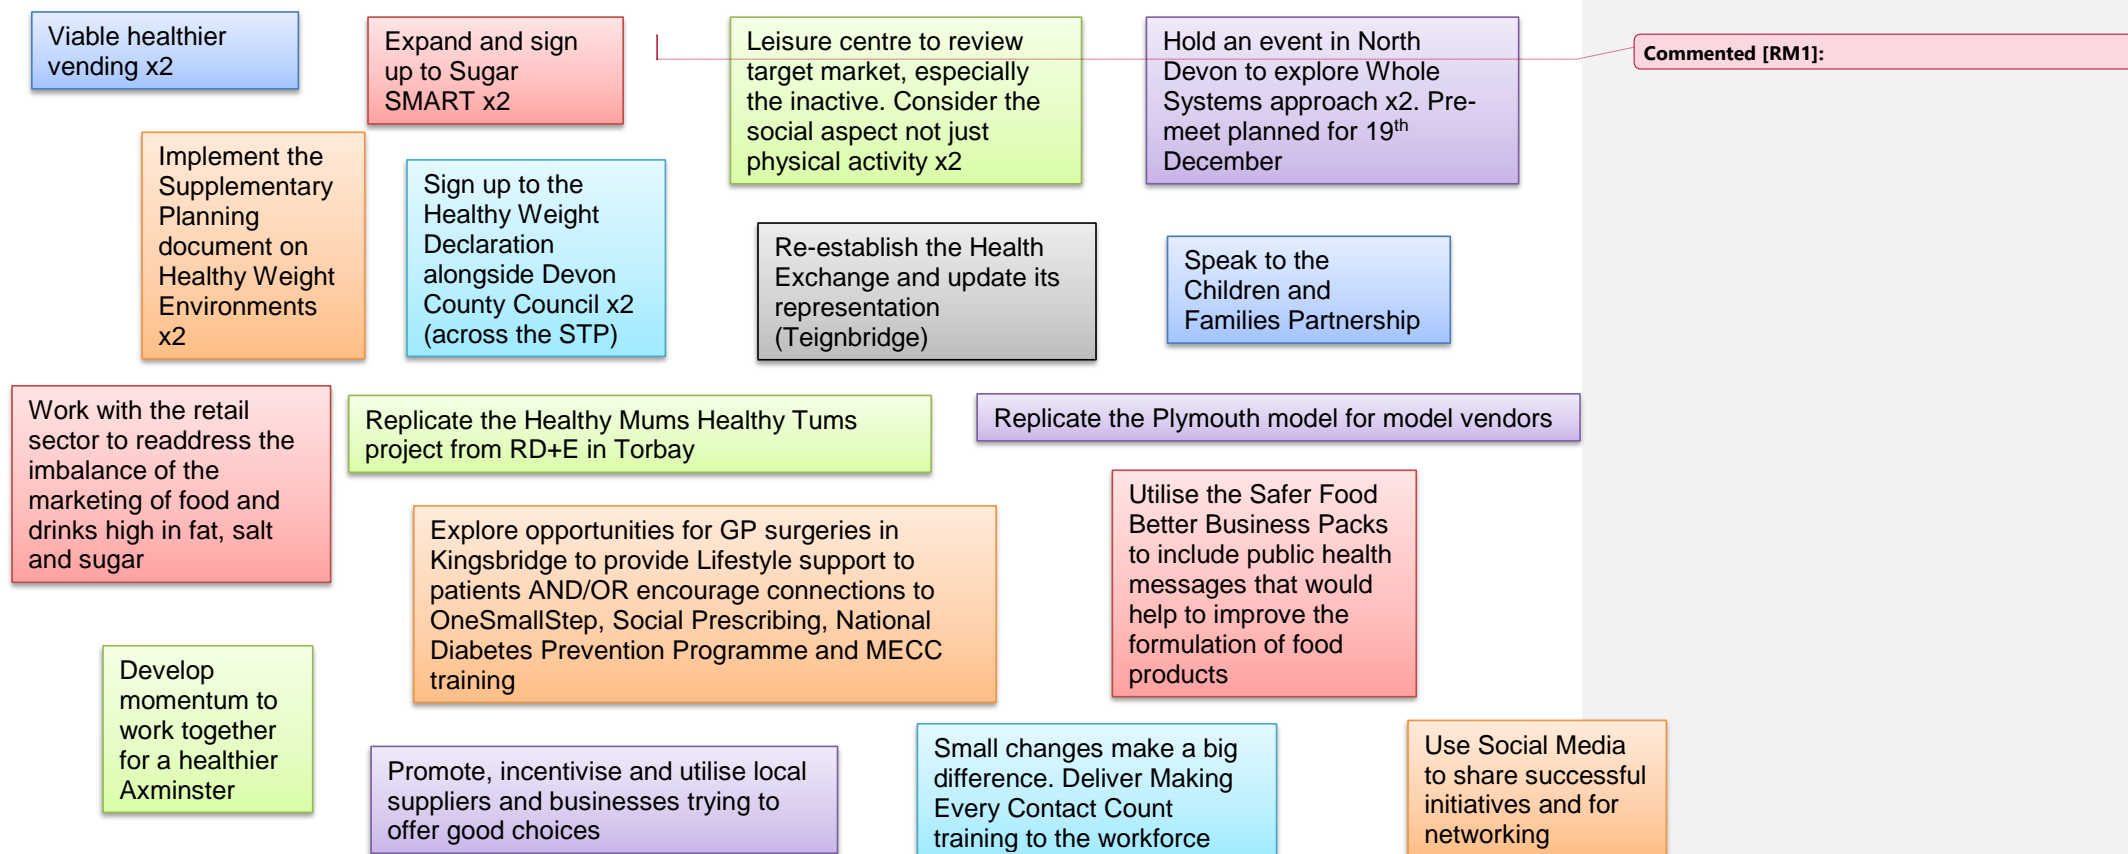 Viable healthier
vending x2
Expand and sign
up to Sugar
SMART x2
Leisure centre to review
target market, especially
the inactive. Consider the
social aspect not just
physical activity x2
Hold an event in North
Devon to explore Whole
Systems approach x2. Pre-
meet planned for 19th
December
Commented [RM1]:
Implement the
Supplementary
Planning
document on
Healthy Weight
Environments
x2
Sign up to the
Healthy Weight
Declaration
alongside Devon
County Council x2
(across the STP)
Re-establish the Health
Exchange and update its
representation
(Teignbridge)
Speak to the
Children and
Families Partnership
Work with the retail
sector to readdress the
imbalance of the
marketing of food and
drinks high in fat, salt
and sugar
Replicate the Healthy Mums Healthy Tums
project from RD+E in Torbay
Replicate the Plymouth model for model vendors
Explore opportunities for GP surgeries in
Kingsbridge to provide Lifestyle support to
patients AND/OR encourage connections to
OneSmallStep, Social Prescribing, National
Diabetes Prevention Programme and MECC
training
Utilise the Safer Food
Better Business Packs
to include public health
messages that would
help to improve the
formulation of food
products
Develop
momentum to
work together
for a healthier
Axminster
Promote, incentivise and utilise local
suppliers and businesses trying to
offer good choices
Small changes make a big
difference. Deliver Making
Every Contact Count
training to the workforce
Use Social Media
to share successful
initiatives and for
networking